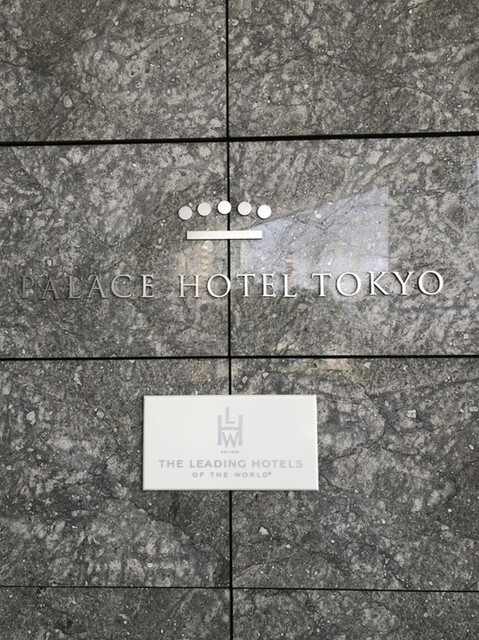 PALACE HOTEL TOKYO
LHW
THE LEADING HOTELS
OF THE WORLD®